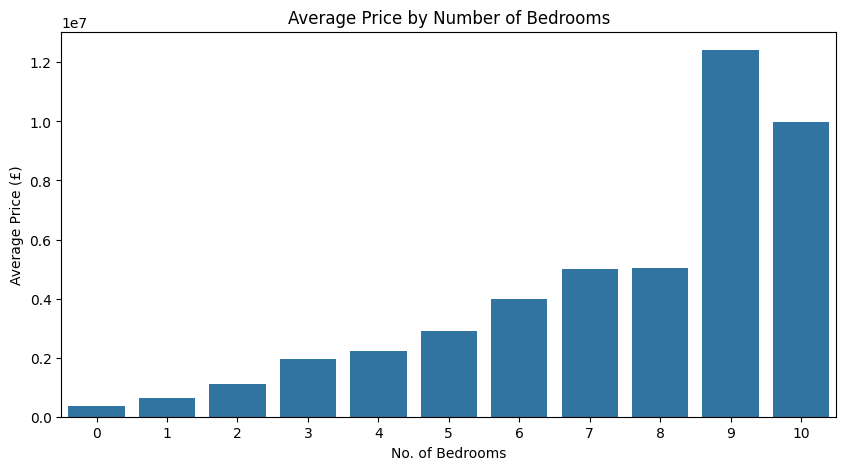 Average Price by Number of Bedrooms
1e7
1.2
1.0
0.8
0.6
0.4
0.2
0.0
Average Price (£)
0 1 2 3 4 5 6 7 8 9 10
No. of Bedrooms